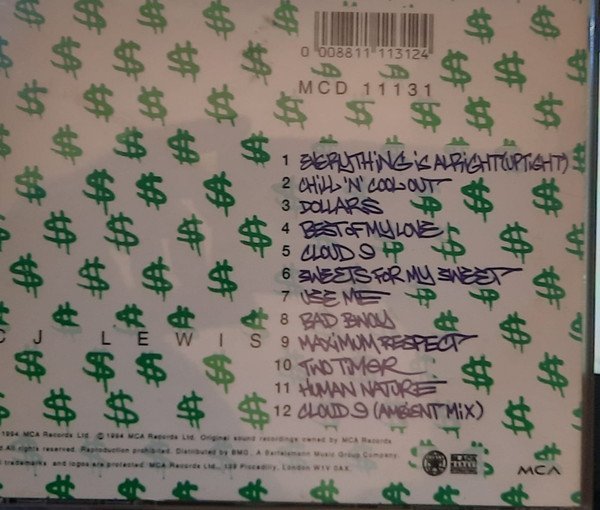 0 008811 113124
MCD 11131
1 EVERYTHING IS ALRIGHT (UPTIGHT)
2 CHILL 'N' COOL OUT
3 DOLLARS
4 BEST OF MY LOVE
5 CLOUD 9
6 SWEETS FOR MY SWEET
7 USE ME
8 BAD BWOY
CJ LEWIS
9 MAXIMUM RESPECT
10 TWO TIMER
11 HUMAN NATURE
12 CLOUD 9 (AMBIENT MIX)
1994 MCA Records Ltd. © 1994 MCA Records Ltd. Original sound recordings owned by MCA Records
All rights reserved. Reproduction prohibited. Distributed by BMG. A Bertelsmann Music Group Company.
trademarks and logos are protected. MCA Records Ltd., 139 Piccadilly, London W1V 0AX.
MCA